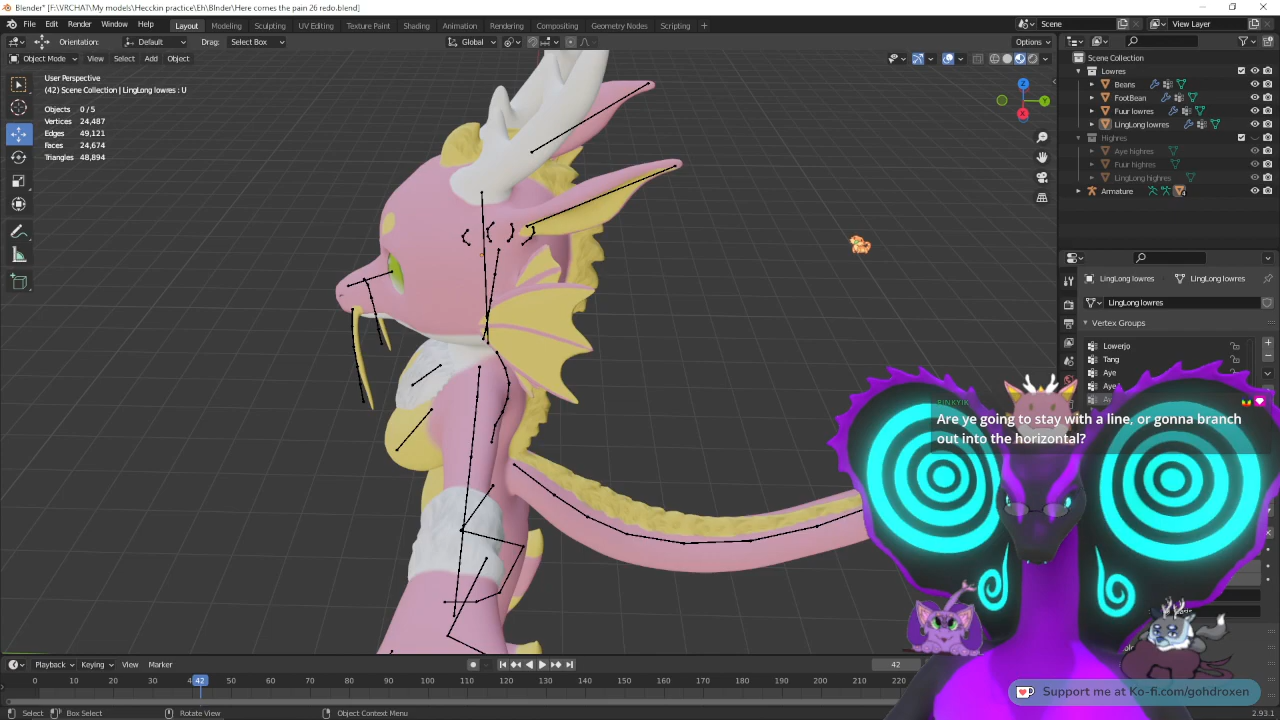 Blender* [F:\VRCHAT\My models\Hecckin practice\Eh\Blnder\Here comes the pain 26 redo.blend]
File Edit Render Window Help Layout Modeling Sculpting UV Editing Texture Paint Shading Animation Rendering Compositing Geometry Nodes Scripting + Scene View Layer
Orientation: Default Drag: Select Box Global Options
Object Mode View Select Add Object
User Perspective
(42) Scene Collection | LingLong lowres : U
Objects 0 / 5
Vertices 24,487
Edges 49,121
Faces 24,674
Triangles 48,894
Z
Y
X
Scene Collection
Lowres
Beans
FootBean
Fuur lowres
LingLong lowres
Highres
Aye highres
Fuur highres
LingLong highres
Armature
LingLong lowres LingLong lowres
LingLong lowres
Vertex Groups
Lowerjo
Tang
Aye
Aye
PINKYIK
Are ye going to stay with a line, or gonna branch
out into the horizontal?
Support me at Ko-fi.com/gohdroxen
Playback Keying View Marker 42
0 10 20 30 4 42 50 60 70 80 90 100 110 120 130 140 150 160 170 180 190 200 210 220
Select Box Select Rotate View Object Context Menu 2.93.1